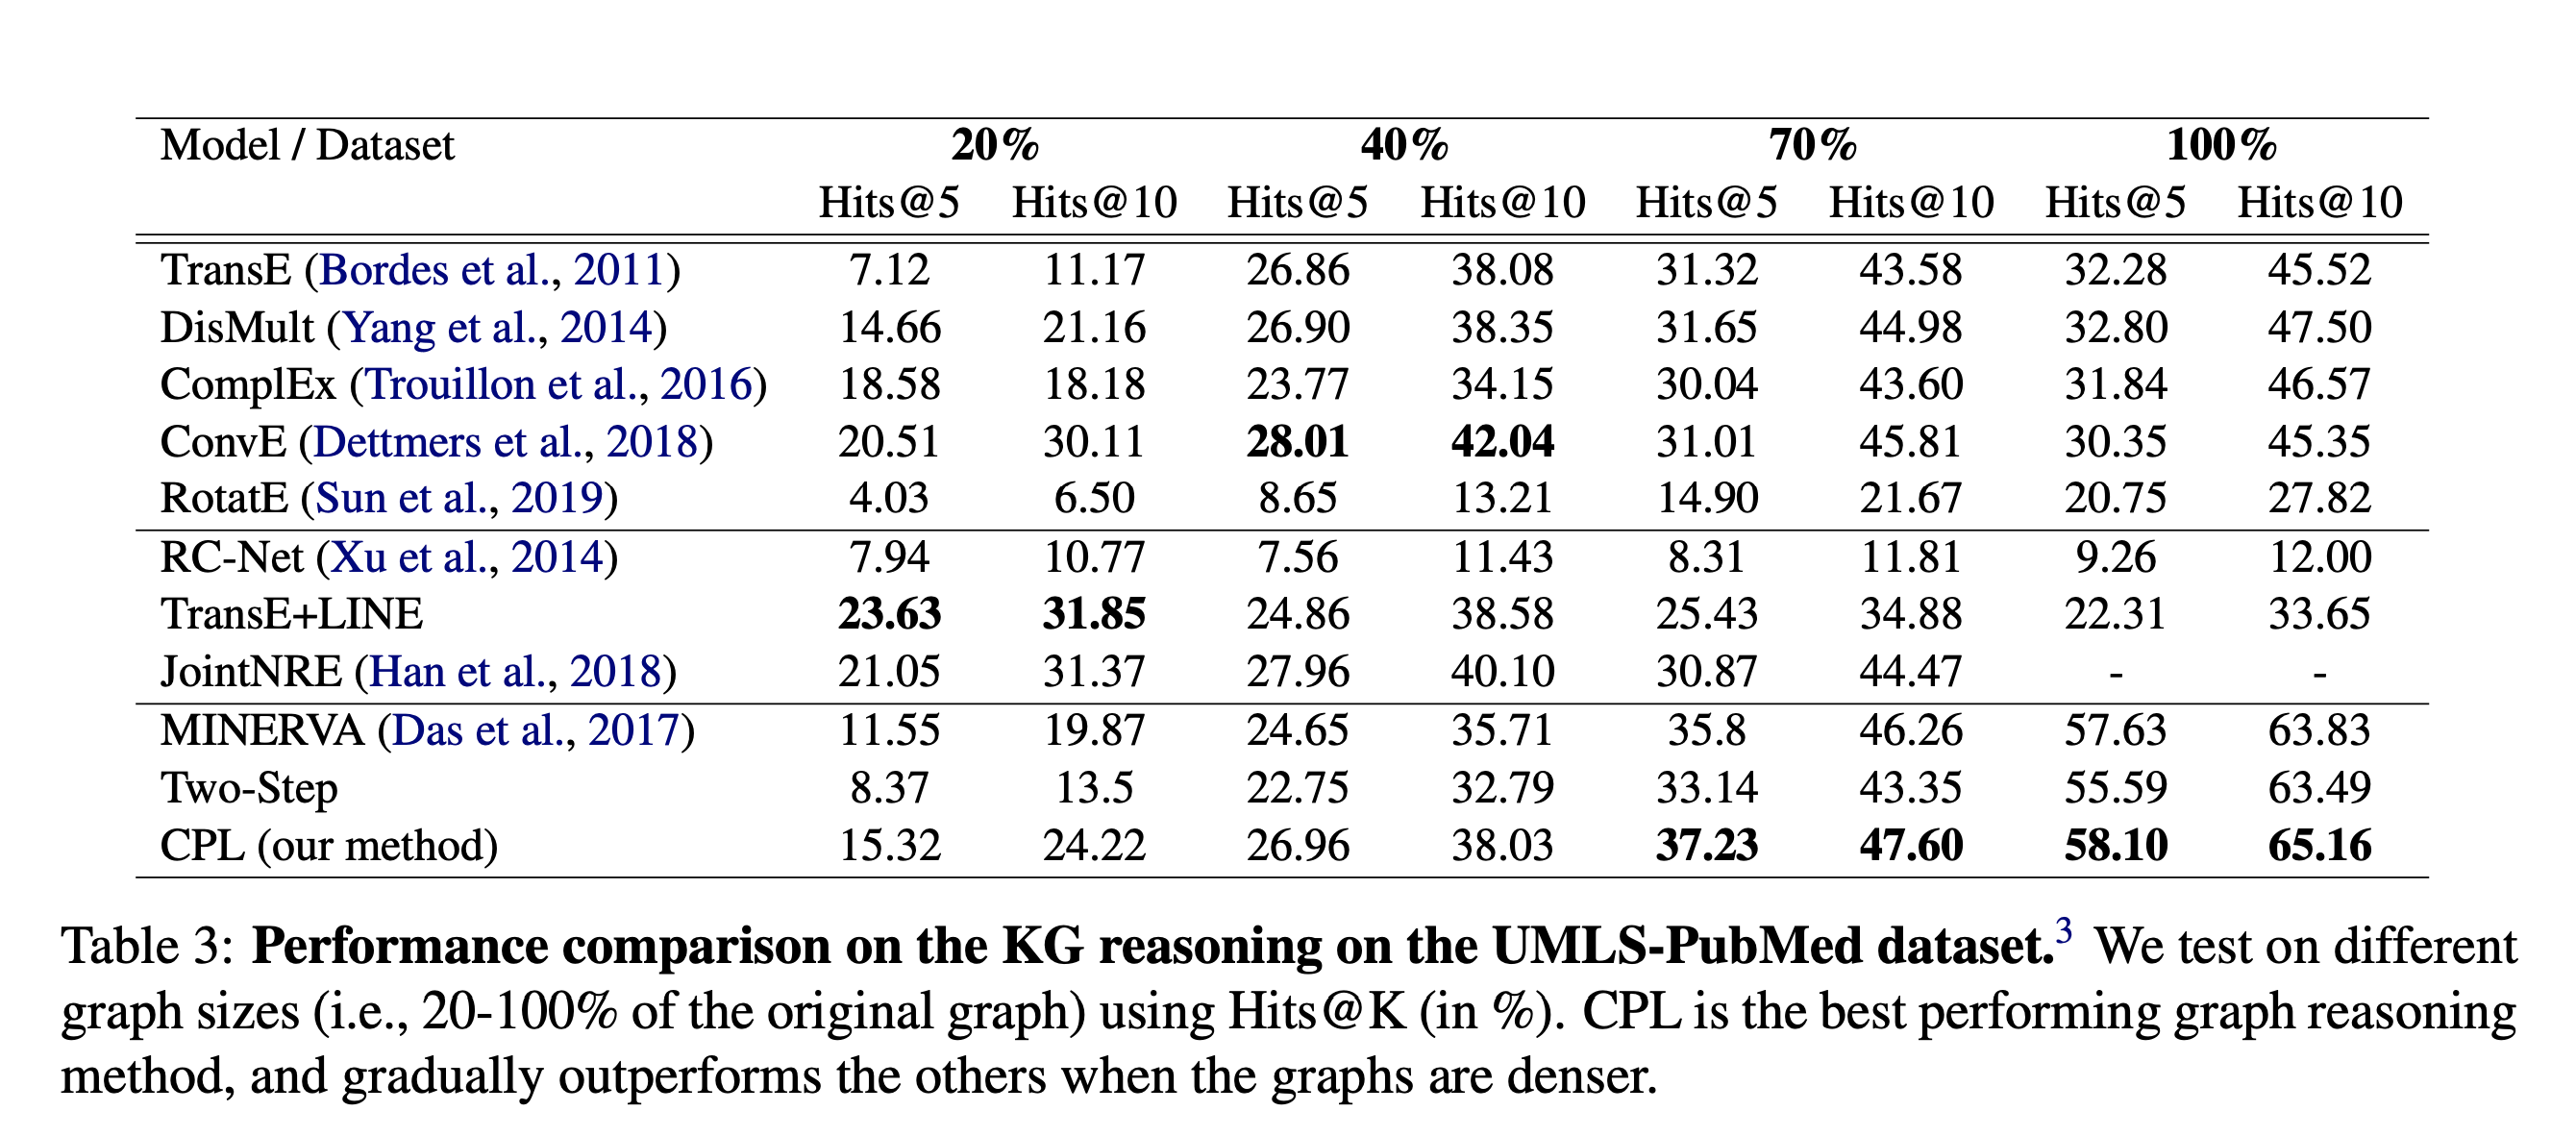 Model / Dataset 20% 40% 70% 100%
Hits@5 Hits@10 Hits@5 Hits@10 Hits@5 Hits@10 Hits@5 Hits@10
TransE (Bordes et al., 2011) 7.12 11.17 26.86 38.08 31.32 43.58 32.28 45.52
DisMult (Yang et al., 2014) 14.66 21.16 26.90 38.35 31.65 44.98 32.80 47.50
ComplEx (Trouillon et al., 2016) 18.58 18.18 23.77 34.15 30.04 43.60 31.84 46.57
ConvE (Dettmers et al., 2018) 20.51 30.11 28.01 42.04 31.01 45.81 30.35 45.35
RotatE (Sun et al., 2019) 4.03 6.50 8.65 13.21 14.90 21.67 20.75 27.82
RC-Net (Xu et al., 2014) 7.94 10.77 7.56 11.43 8.31 11.81 9.26 12.00
TransE+LINE 23.63 31.85 24.86 38.58 25.43 34.88 22.31 33.65
JointNRE (Han et al., 2018) 21.05 31.37 27.96 40.10 30.87 44.47 - -
MINERVA (Das et al., 2017) 11.55 19.87 24.65 35.71 35.8 46.26 57.63 63.83
Two-Step 8.37 13.5 22.75 32.79 33.14 43.35 55.59 63.49
CPL (our method) 15.32 24.22 26.96 38.03 37.23 47.60 58.10 65.16
Table 3: Performance comparison on the KG reasoning on the UMLS-PubMed dataset.3 We test on different
graph sizes (i.e., 20-100% of the original graph) using Hits@K (in %). CPL is the best performing graph reasoning
method, and gradually outperforms the others when the graphs are denser.